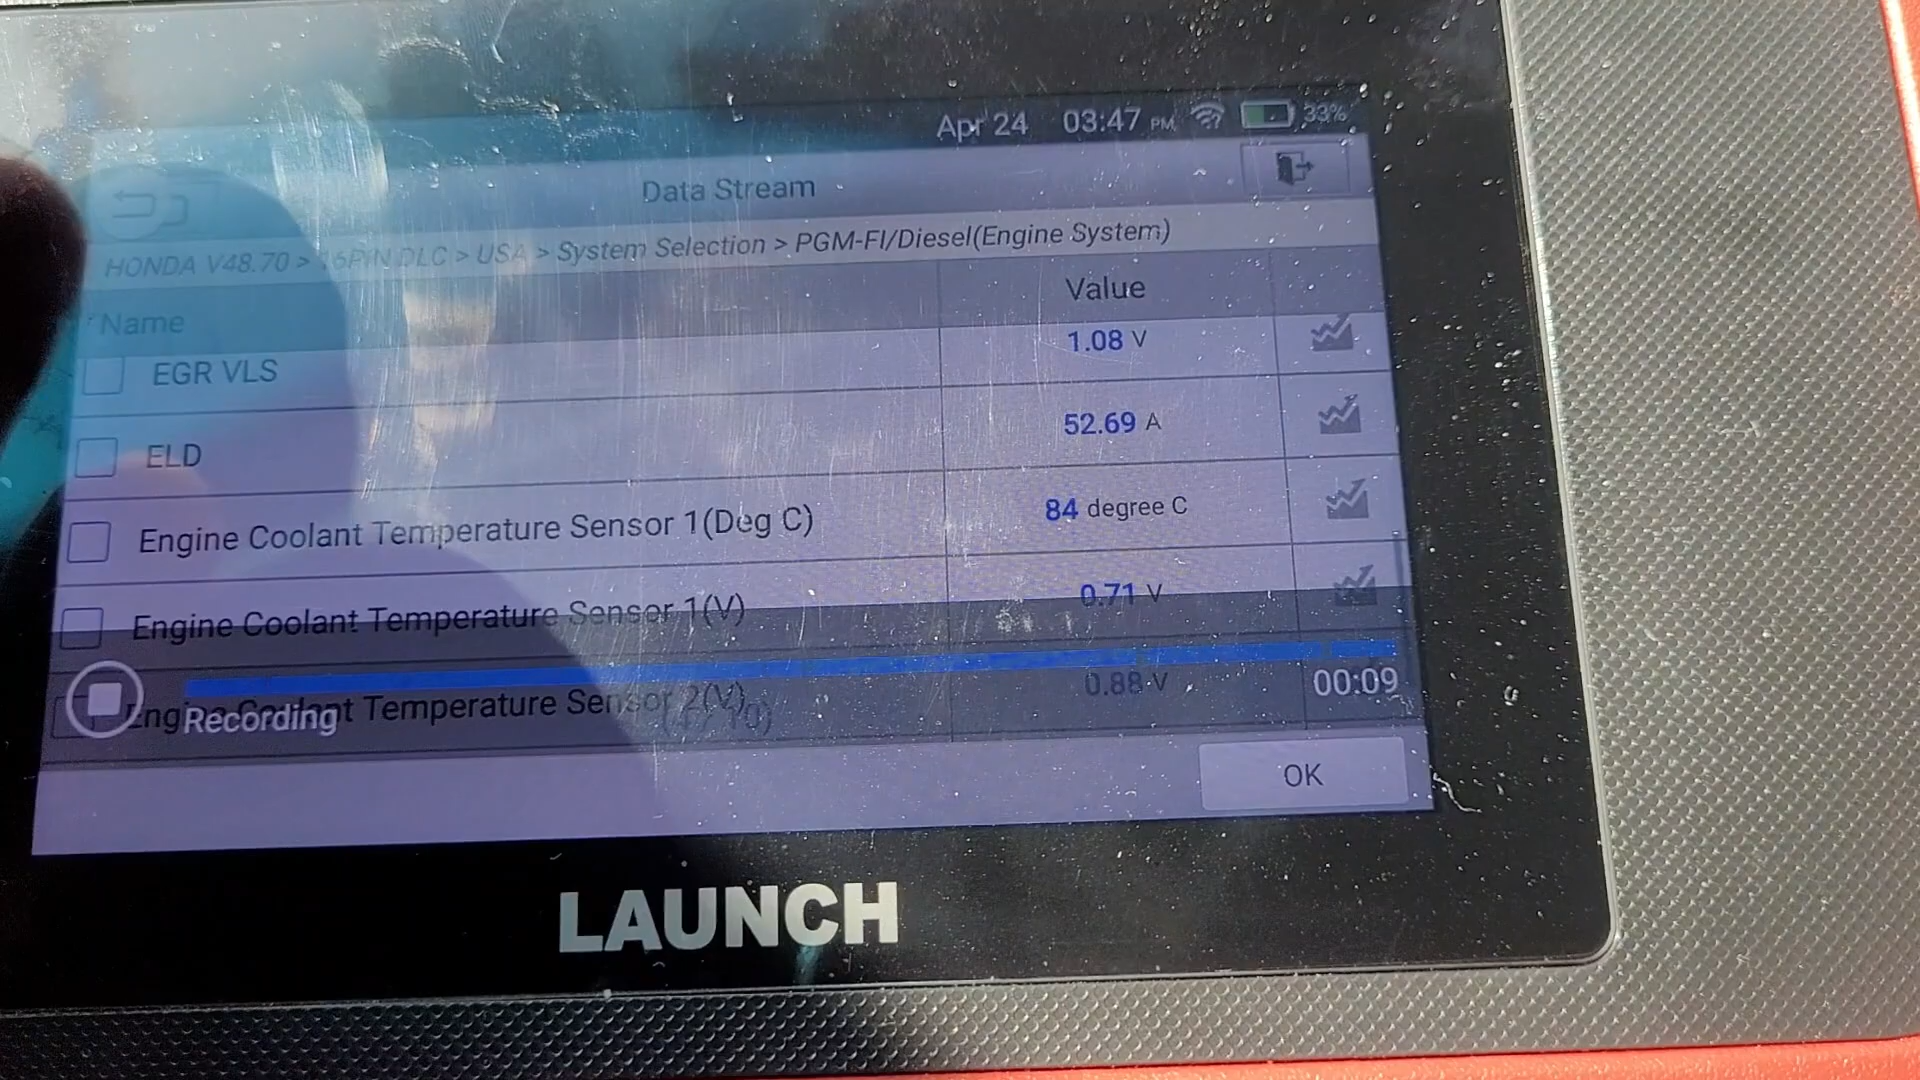 Apr 24 03:47 PM 33%
Data Stream
HONDA V48.70 > 16PIN DLC > USA > System Selection > PGM-FI/Diesel(Engine System)
Name Value
EGR VLS 1.08 V
ELD 52.69 A
Engine Coolant Temperature Sensor 1(Deg C) 84 degree C
Engine Coolant Temperature Sensor 1(V) 0.71 V
Engine Coolant Temperature Sensor 2(V) 0.88 V
Recording 00:09
OK
LAUNCH